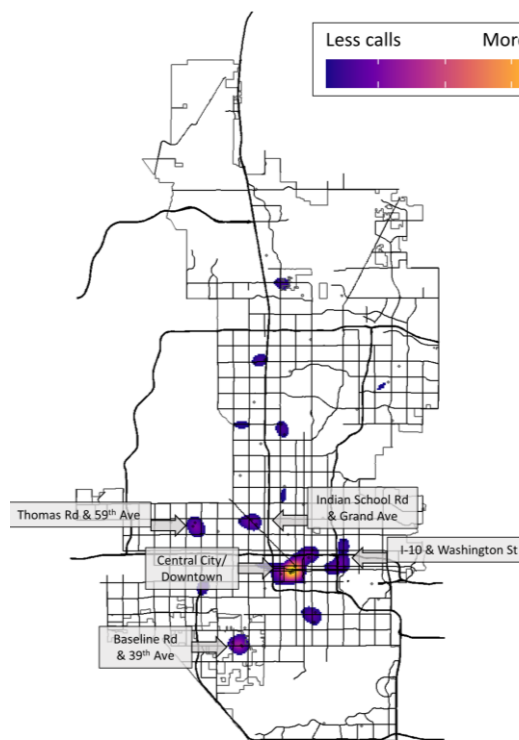 Less calls
More
Thomas Rd & 59th Ave
Indian School Rd
& Grand Ave
Central City/
Downtown
I-10 & Washington St
Baseline Rd
& 39th Ave